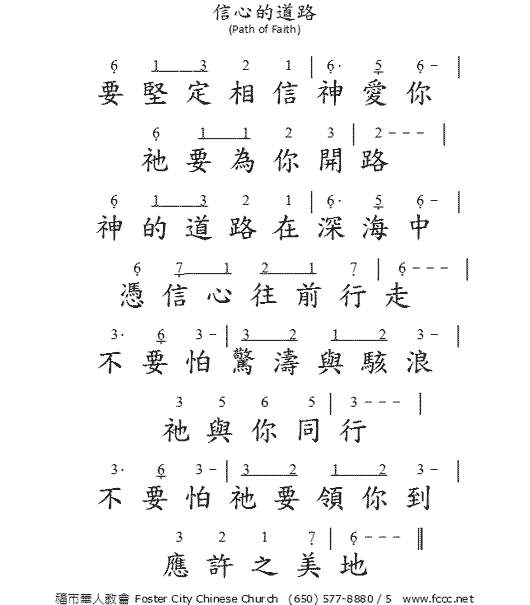 信心的道路
(Path of Faith)
6̣ 1 3 2 1 | 6̣· 5̣ 6̣ - |
要堅定相信神愛你
6̣ 1 1 2 3 | 2 - - - |
祂要為你開路
6̣ 1 3 2 1 | 6̣· 5̣ 6̣ - |
神的道路在深海中
6̣ 7̣ 1 2 1 7̣ | 6̣ - - - |
憑信心往前行走
3· 6̣ 3 - | 3 2 1 2 3 - |
不要怕驚濤與駭浪
3 5 6 5 | 3 - - - |
祂與你同行
3· 6̣ 3 - | 3 2 1 2 3 - |
不要怕祂要領你到
3 2 1 7̣ | 6̣ - - - ‖
應許之美地
福市華人教會 Foster City Chinese Church (650) 577-8880 / 5 www.fccc.net